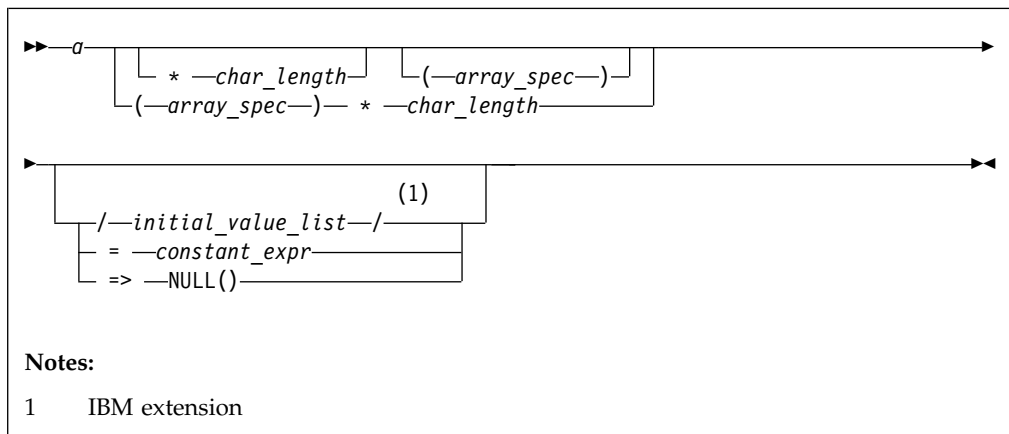 a
* char_length ( array_spec )
( array_spec ) * char_length
(1)
/ initial_value_list /
= constant_expr
=> NULL()
Notes:
1 IBM extension